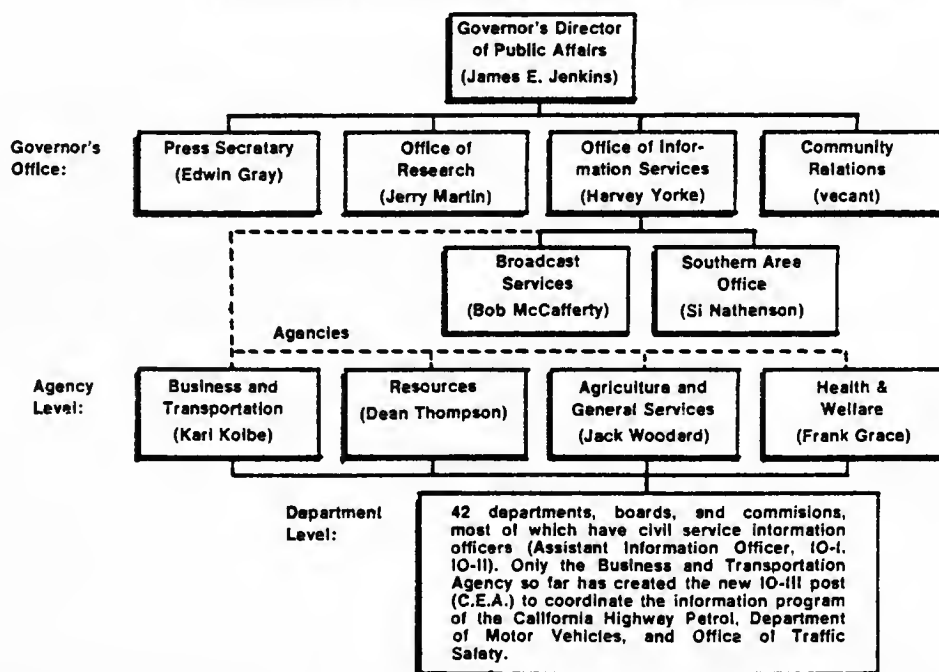 Governor's Director
of Public Affairs
(James E. Jenkins)
Governor's
Office:
Press Secretary
(Edwin Gray)
Office of
Research
(Jerry Martin)
Office of Infor-
mation Services
(Harvey Yorke)
Community
Relations
(vecant)
Broadcast
Services
(Bob McCafferty)
Southern Area
Office
(Si Nathenson)
Agencies
Agency
Level:
Business and
Transportation
(Karl Kolbe)
Resources
(Dean Thompson)
Agriculture and
General Services
(Jack Woodard)
Health &
Welfare
(Frank Grace)
Department
Level:
42 departments, boards, and commisions,
most of which have civil service information
officers (Assistant Information Officer, IO-I,
IO-II). Only the Business and Transportation
Agency so far has created the new IO-III post
(C.E.A.) to coordinate the information program
of the California Highway Petrol, Department
of Motor Vehicles, and Office of Traffic
Safety.